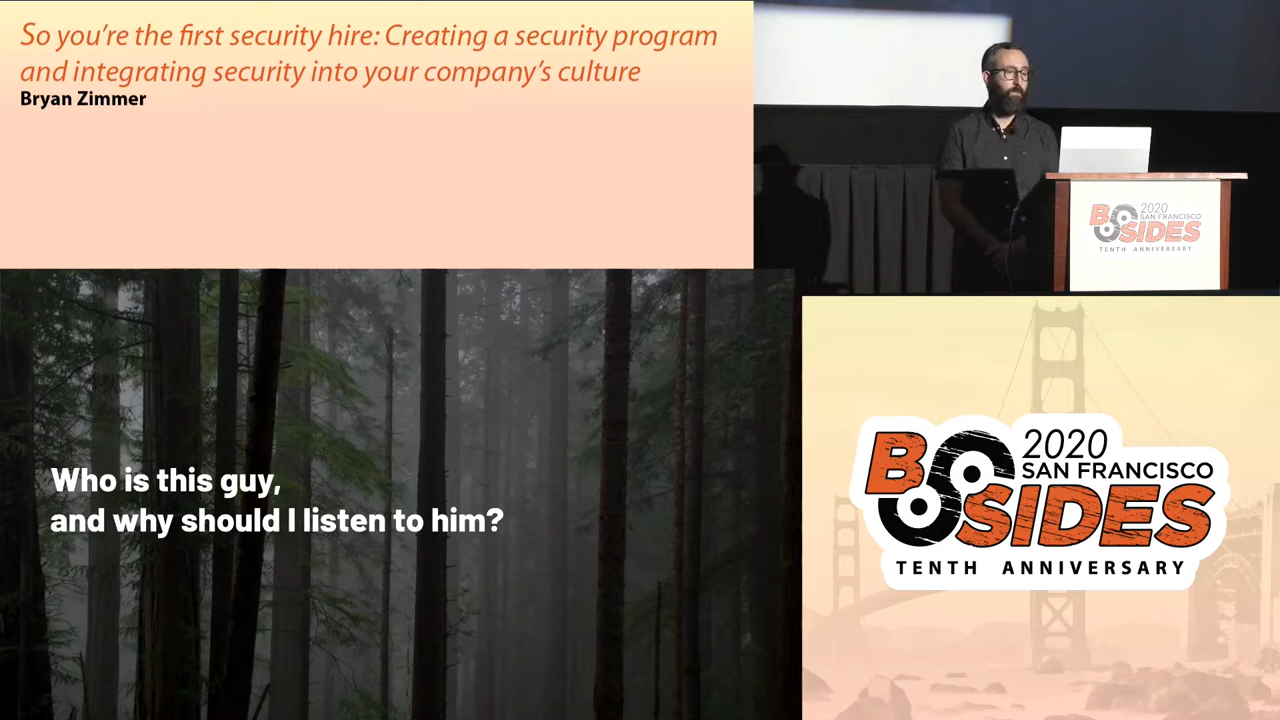 So you're the first security hire: Creating a security program
and integrating security into your company's culture
Bryan Zimmer
2020
SAN FRANCISCO
BSIDES
TENTH ANNIVERSARY
Who is this guy,
and why should I listen to him?
2020
SAN FRANCISCO
BSIDES
TENTH ANNIVERSARY